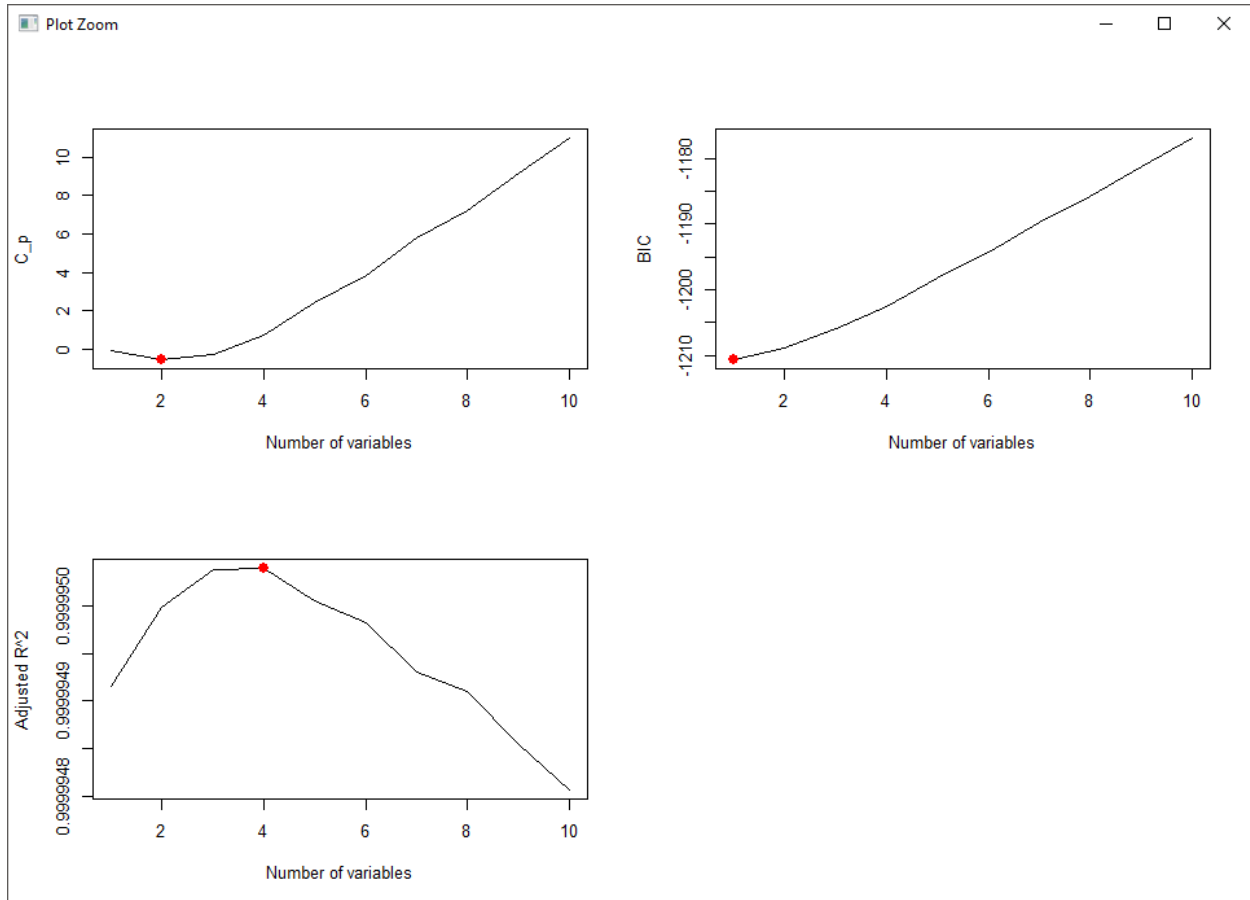 Plot Zoom
C_p
0 2 4 6 8 10
2 4 6 8 10
Number of variables
BIC
-1210 -1200 -1190 -1180
2 4 6 8 10
Number of variables
Adjusted R^2
0.9999948 0.9999949 0.9999950
2 4 6 8 10
Number of variables